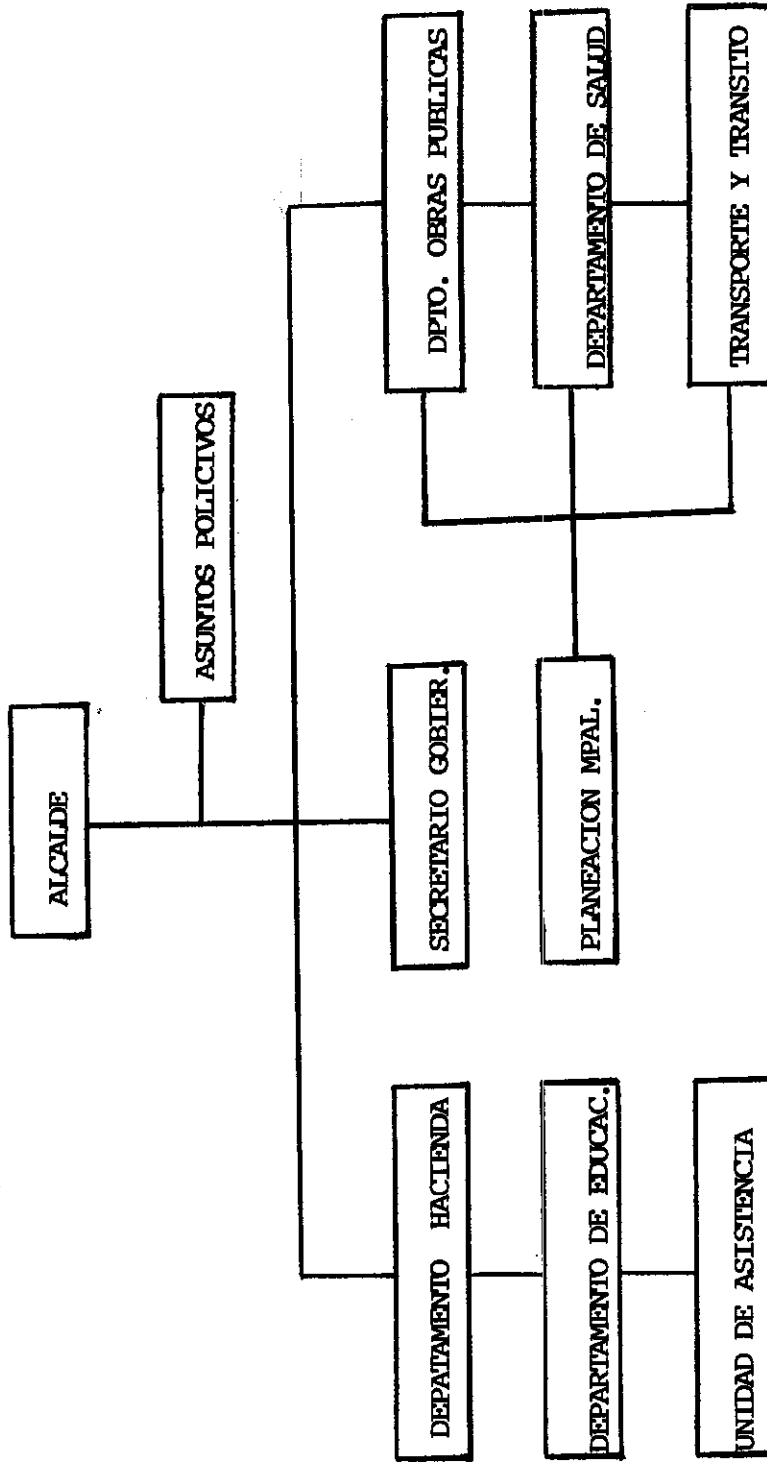 ALCALDE
ASUNTOS POLICIVOS
DEPATAMENTO HACIENDA
SECRETARIO GOBIER.
DPTO. OBRAS PUBLICAS
DEPARTAMENTO DE EDUCAC.
PLANEACION MPAL.
DEPARTAMENTO DE SALUD
UNIDAD DE ASISTENCIA
TRANSPORTE Y TRANSITO